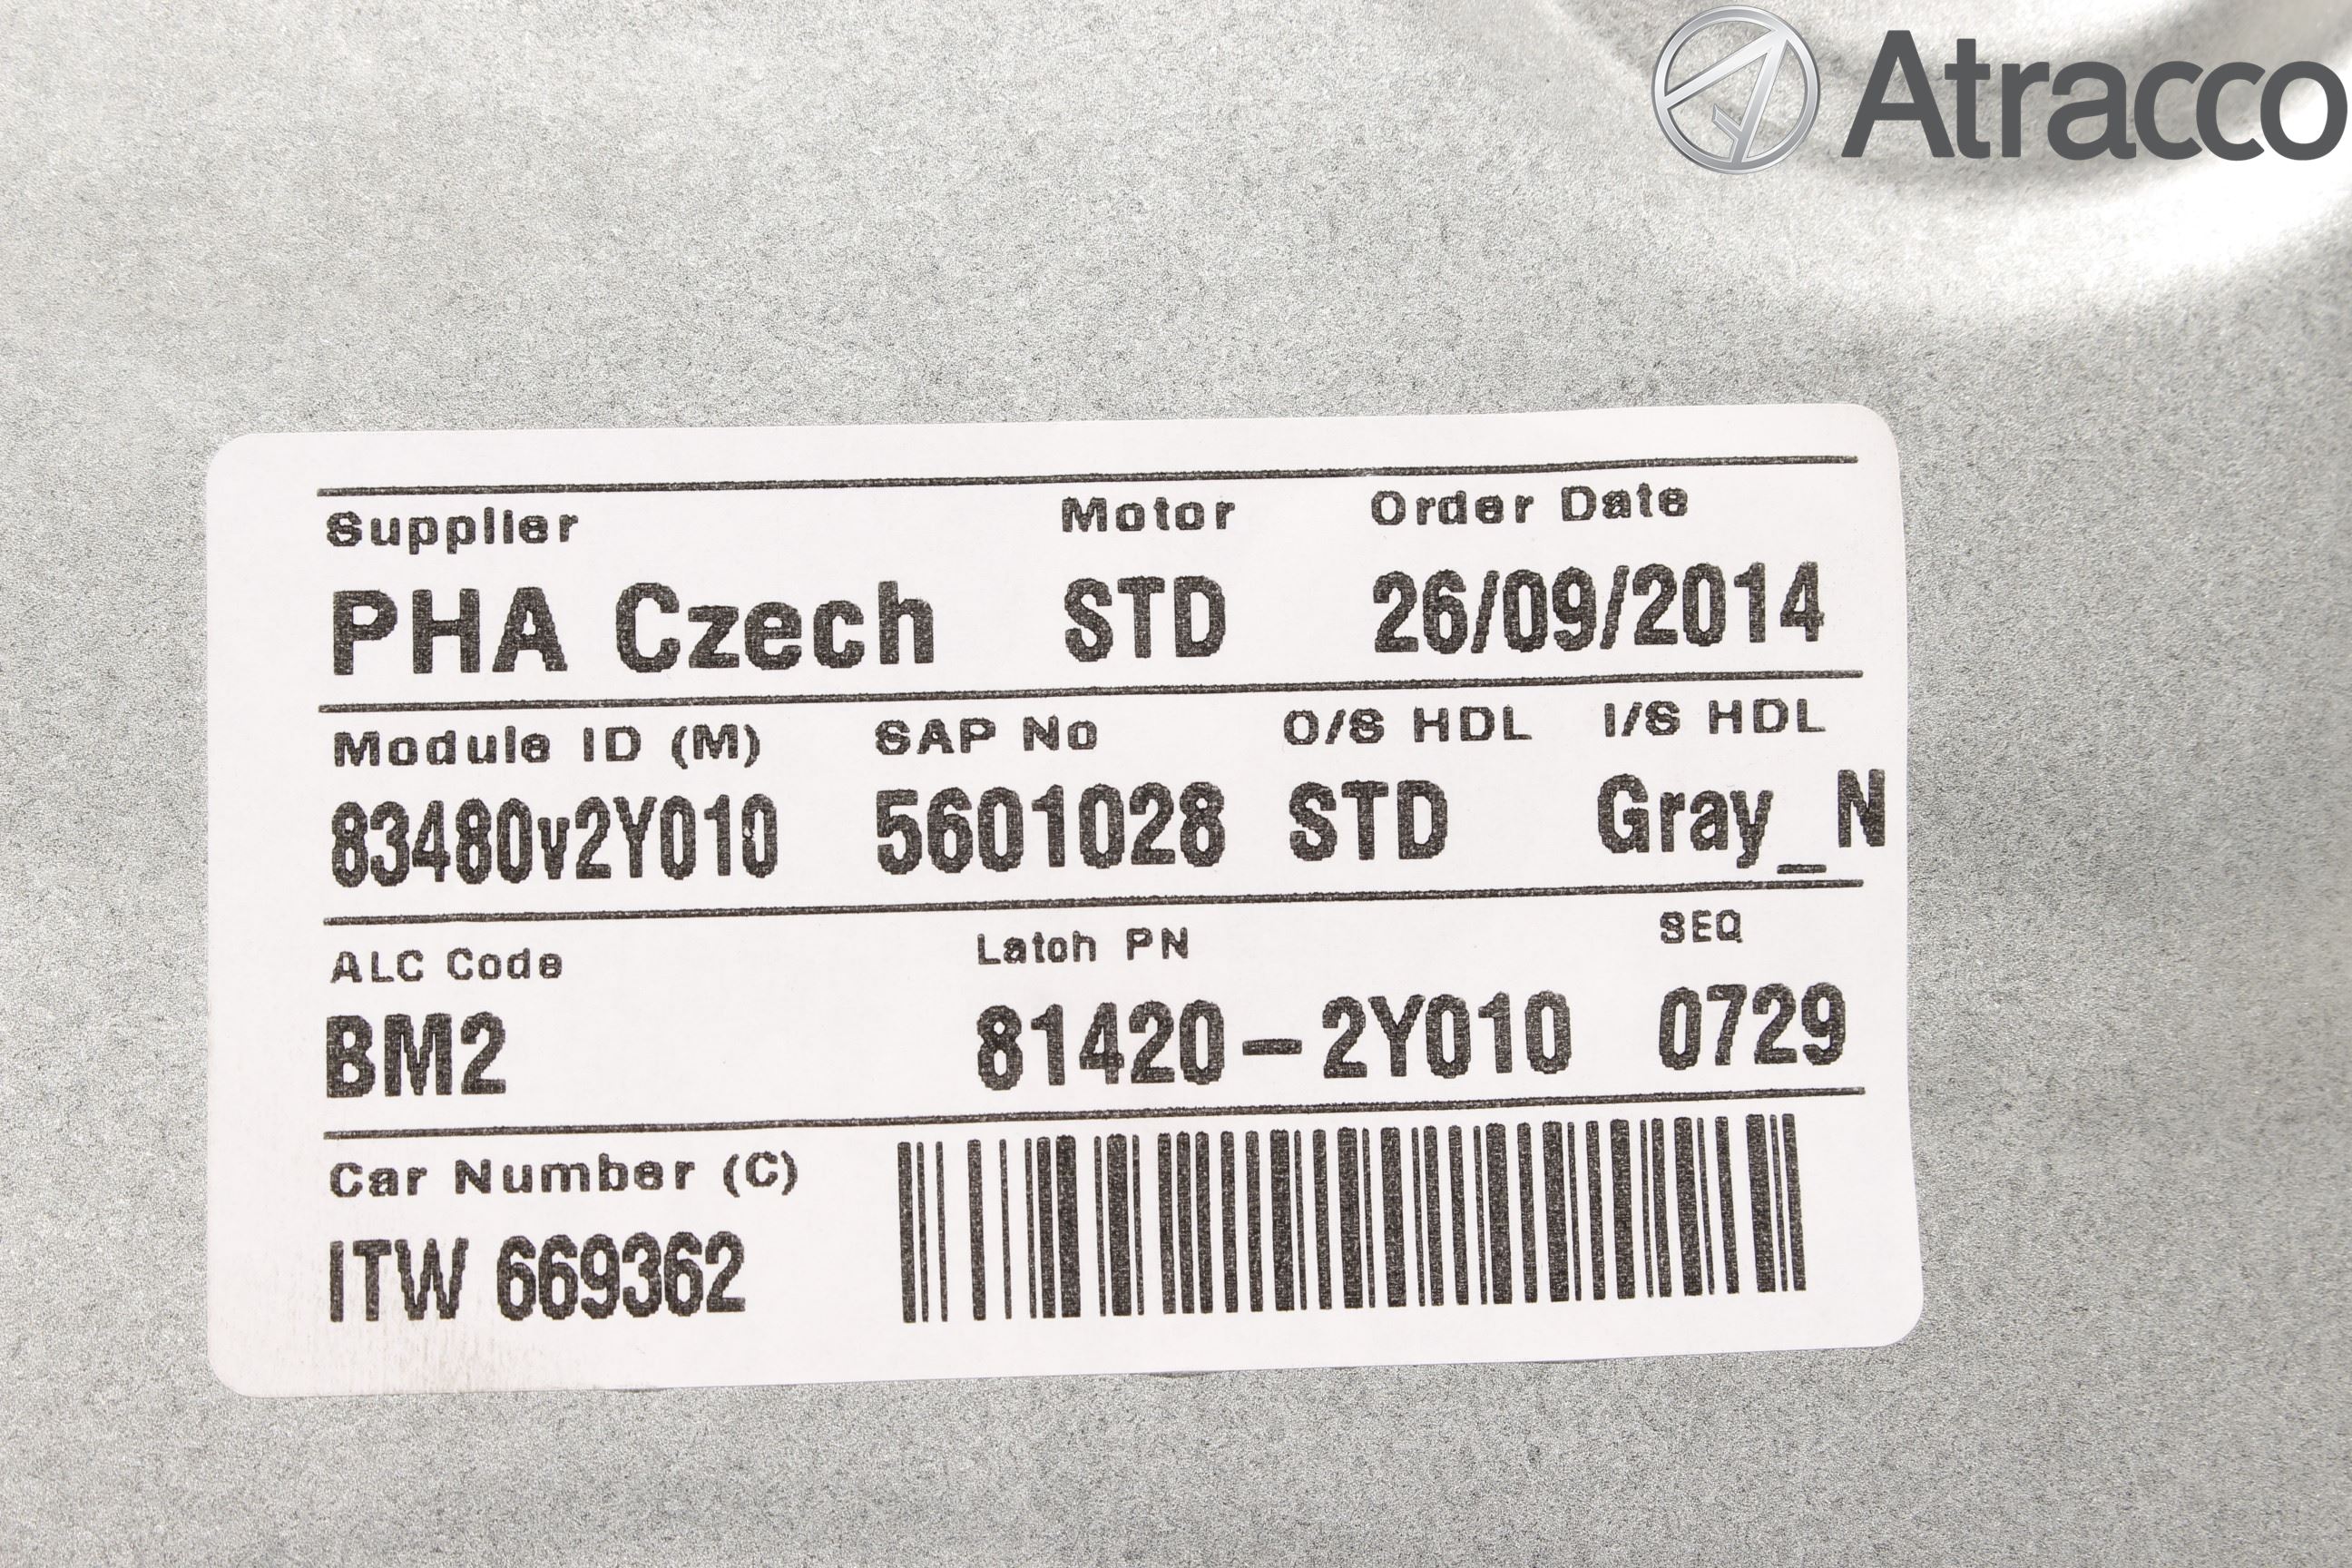 Atracco
Supplier Motor Order Date
PHA Czech STD 26/09/2014
Module ID (M) SAP No O/S HDL I/S HDL
83480v2Y010 5601028 STD Gray_N
ALC Code Latch PN SEQ
BM2 81420-2Y010 0729
Car Number (C)
ITW 669362